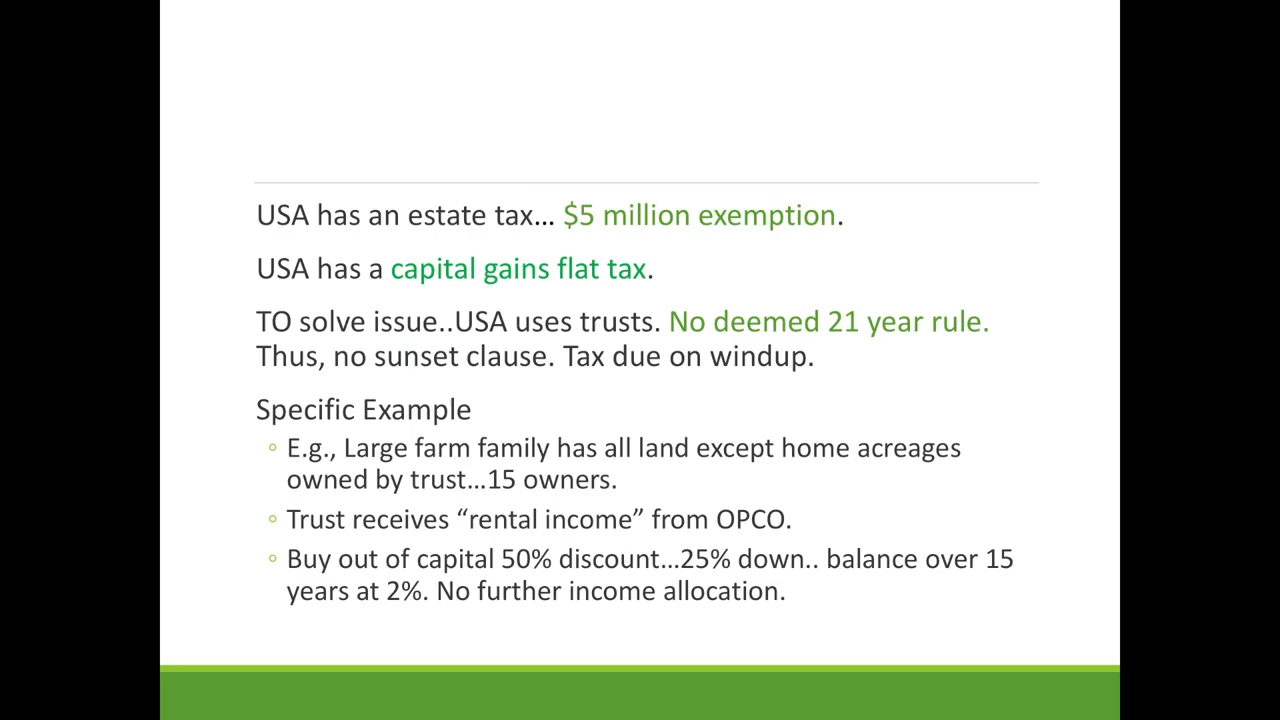 USA has an estate tax… $5 million exemption.
USA has a capital gains flat tax.
TO solve issue..USA uses trusts. No deemed 21 year rule.
Thus, no sunset clause. Tax due on windup.
Specific Example
◦ E.g., Large farm family has all land except home acreages
owned by trust…15 owners.
◦ Trust receives “rental income” from OPCO.
◦ Buy out of capital 50% discount…25% down.. balance over 15
years at 2%. No further income allocation.